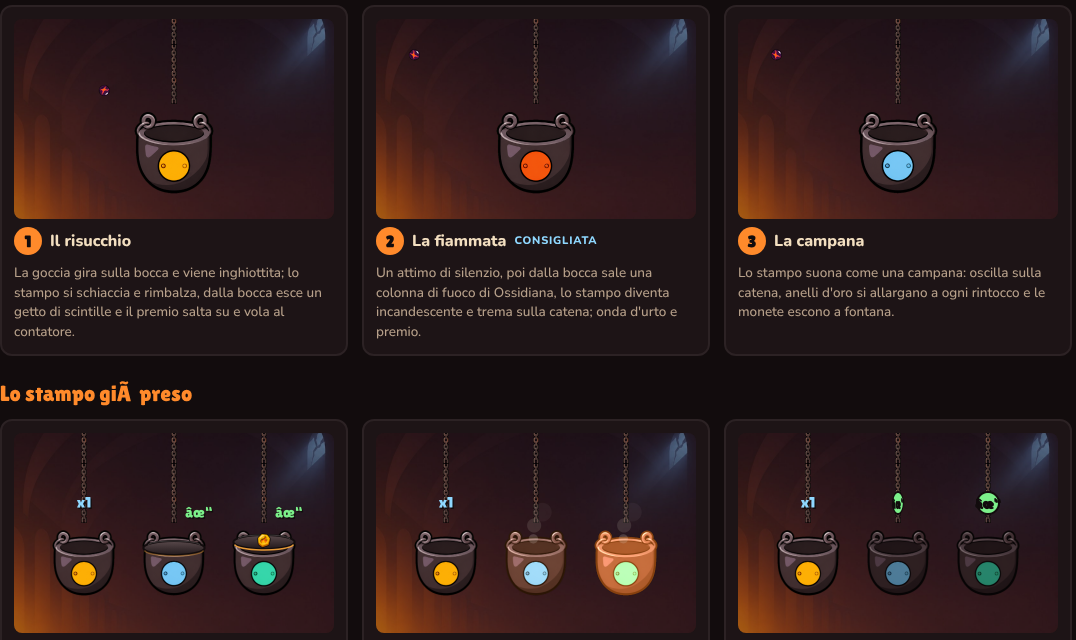 1 Il risucchio
La goccia gira sulla bocca e viene inghiottita; lo
stampo si schiaccia e rimbalza, dalla bocca esce un
getto di scintille e il premio salta su e vola al
contatore.
2 La fiammata CONSIGLIATA
Un attimo di silenzio, poi dalla bocca sale una
colonna di fuoco di Ossidiana, lo stampo diventa
incandescente e trema sulla catena; onda d'urto e
premio.
3 La campana
Lo stampo suona come una campana: oscilla sulla
catena, anelli d'oro si allargano a ogni rintocco e le
monete escono a fontana.
Lo stampo giÃ preso
x1
âœ"
âœ"
x1
x1